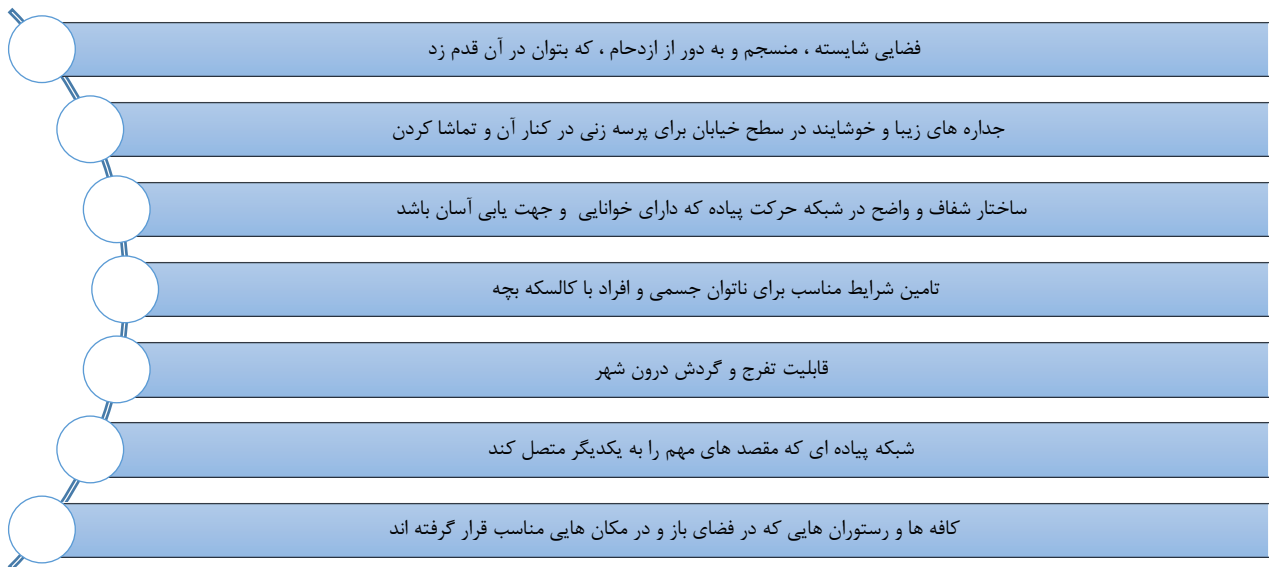 فضایی شایسته ، منسجم و به دور از ازدحام ، که بتوان در آن قدم زد
جداره های زیبا و خوشایند در سطح خیابان برای پرسه زنی در کنار آن و تماشا کردن
ساختار شفاف و واضح در شبکه حرکت پیاده که دارای خوانایی و جهت یابی آسان باشد
تامین شرایط مناسب برای ناتوان جسمی و افراد با کالسکه بچه
قابلیت تفرج و گردش درون شهر
شبکه پیاده ای که مقصد های مهم را به یکدیگر متصل کند
کافه ها و رستوران هایی که در فضای باز و در مکان هایی مناسب قرار گرفته اند